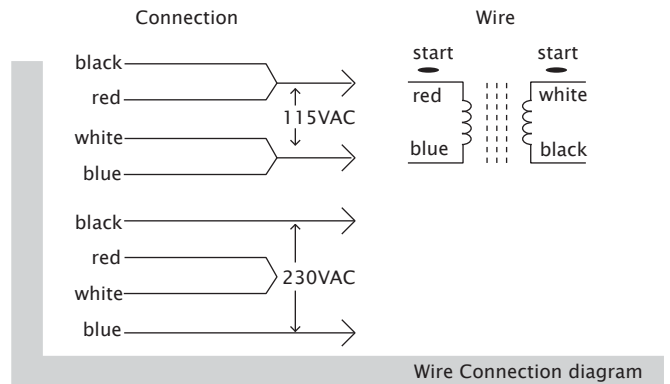 Connection
black
red
115VAC
white
blue
black
red
230VAC
white
blue
Wire
start start
red white
blue black
Wire Connection diagram